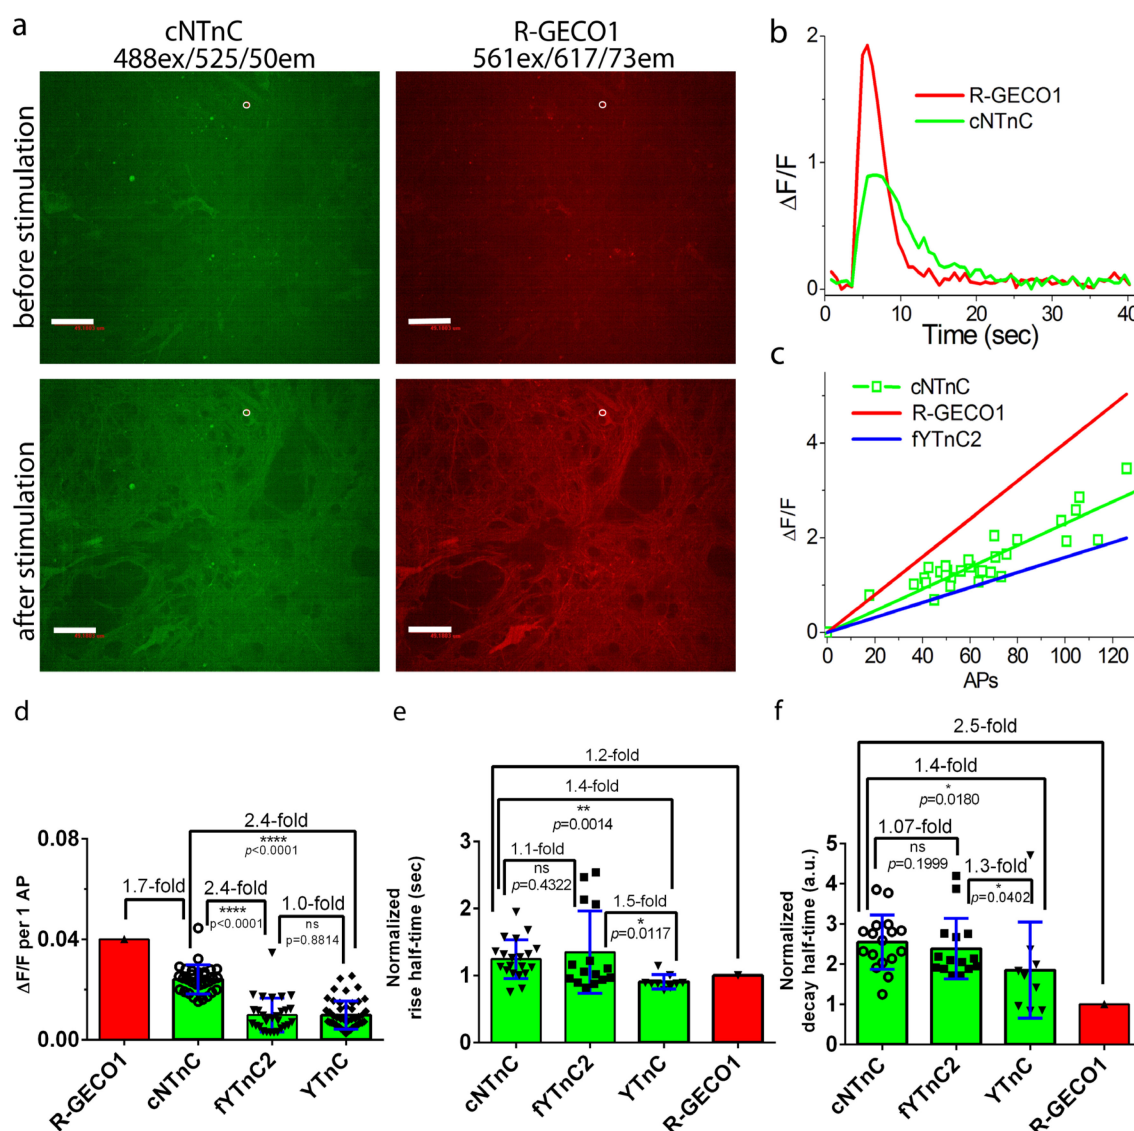 a
cNTnC
488ex/525/50em
R-GECO1
561ex/617/73em
before stimulation
after stimulation
b
2
1
0
ΔF/F
R-GECO1
cNTnC
0
10
20
30
40
Time (sec)
c
4
2
0
ΔF/F
cNTnC
R-GECO1
fYTnC2
0
20
40
60
80
100
120
APs
d
ΔF/F per 1 AP
0.08
0.04
0.00
2.4-fold
****
p<0.0001
1.7-fold
2.4-fold
****
p<0.0001
1.0-fold
ns
p=0.8814
R-GECO1
cNTnC
fYTnC2
YTnC
e
Normalized
rise half-time (sec)
3
2
1
0
1.2-fold
1.4-fold
**
p=0.0014
1.1-fold
ns
p=0.4322
1.5-fold
*
p=0.0117
cNTnC
fYTnC2
YTnC
R-GECO1
f
Normalized
decay half-time (a.u.)
5
4
3
2
1
0
2.5-fold
1.4-fold
*
p=0.0180
1.07-fold
ns
p=0.1999
1.3-fold
*
p=0.0402
cNTnC
fYTnC2
YTnC
R-GECO1